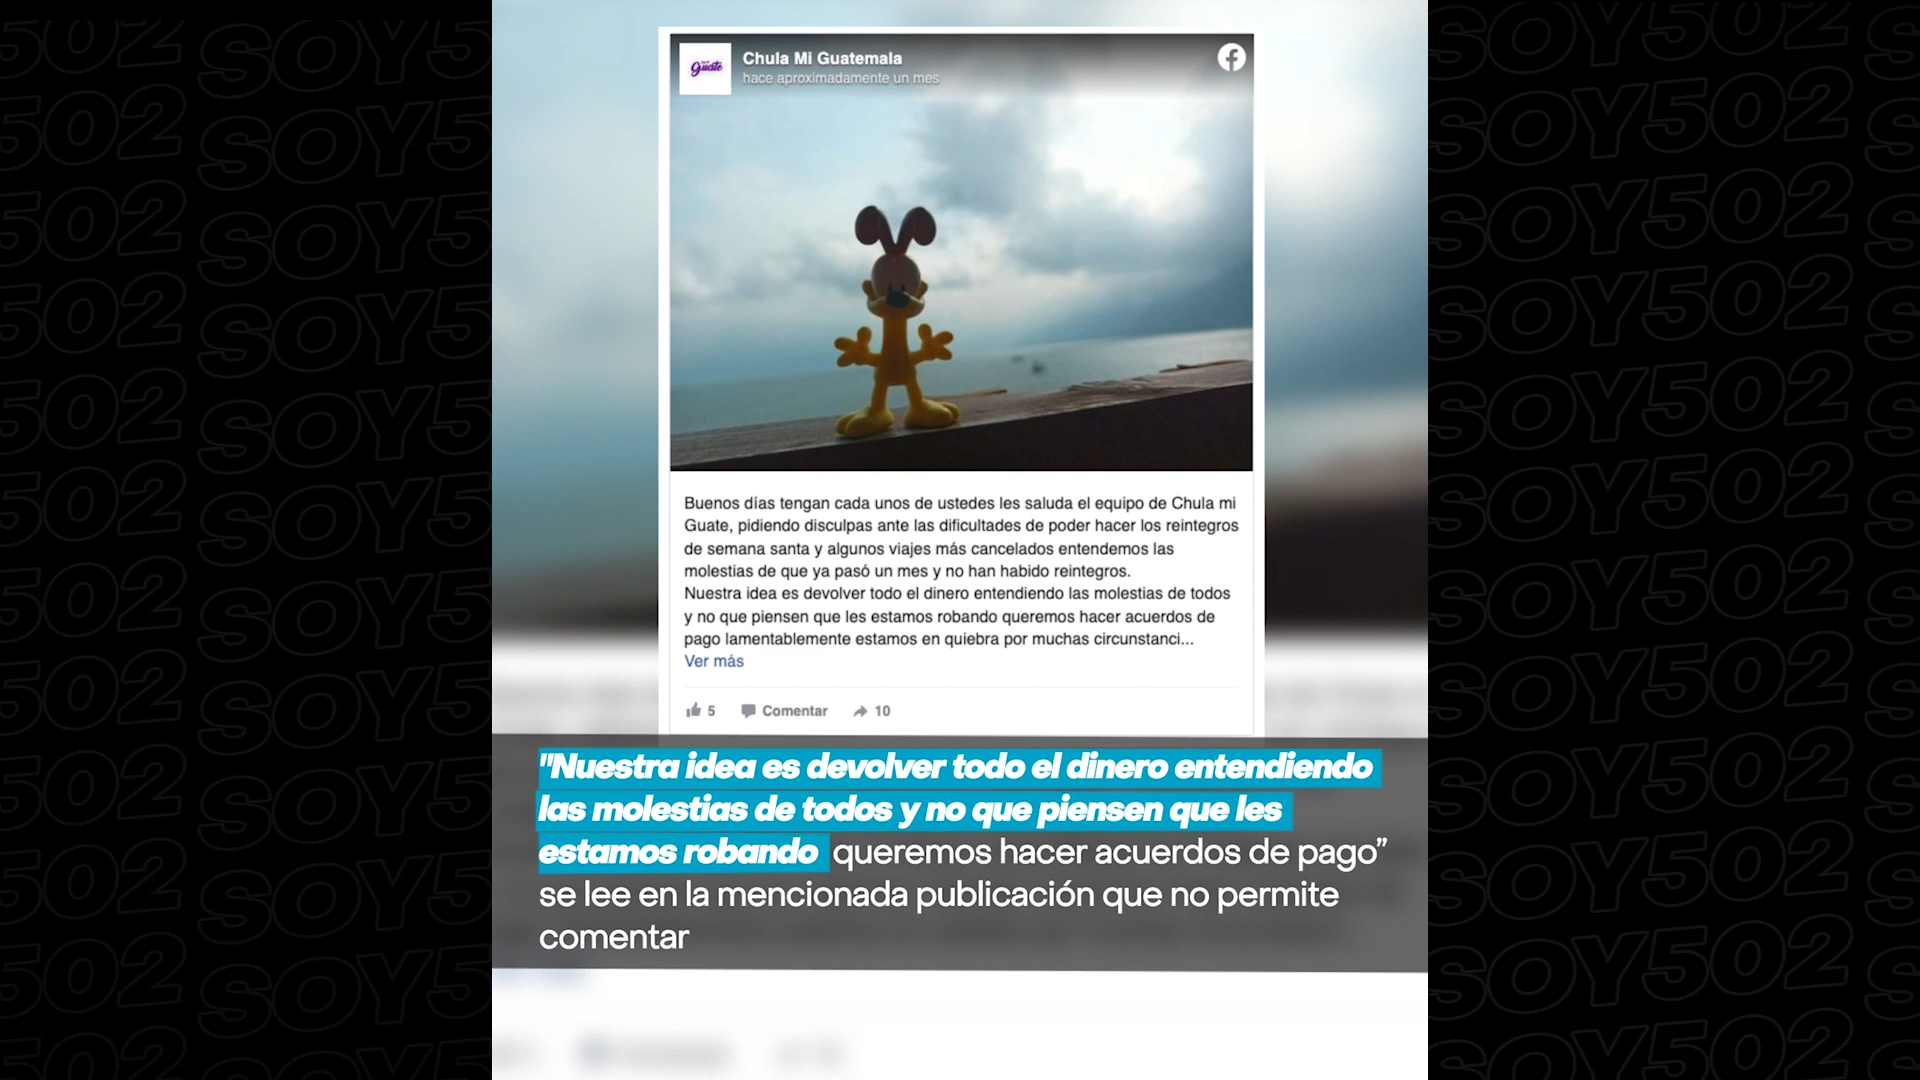 Guate
Chula Mi Guatemala
hace aproximadamente un mes
Buenos días tengan cada unos de ustedes les saluda el equipo de Chula mi
Guate, pidiendo disculpas ante las dificultades de poder hacer los reintegros
de semana santa y algunos viajes más cancelados entendemos las
molestias de que ya pasó un mes y no han habido reintegros.
Nuestra idea es devolver todo el dinero entendiendo las molestias de todos
y no que piensen que les estamos robando queremos hacer acuerdos de
pago lamentablemente estamos en quiebra por muchas circunstanci...
Ver más
5 Comentar 10
"Nuestra idea es devolver todo el dinero entendiendo
las molestias de todos y no que piensen que les
estamos robando queremos hacer acuerdos de pago”
se lee en la mencionada publicación que no permite
comentar
SOY502